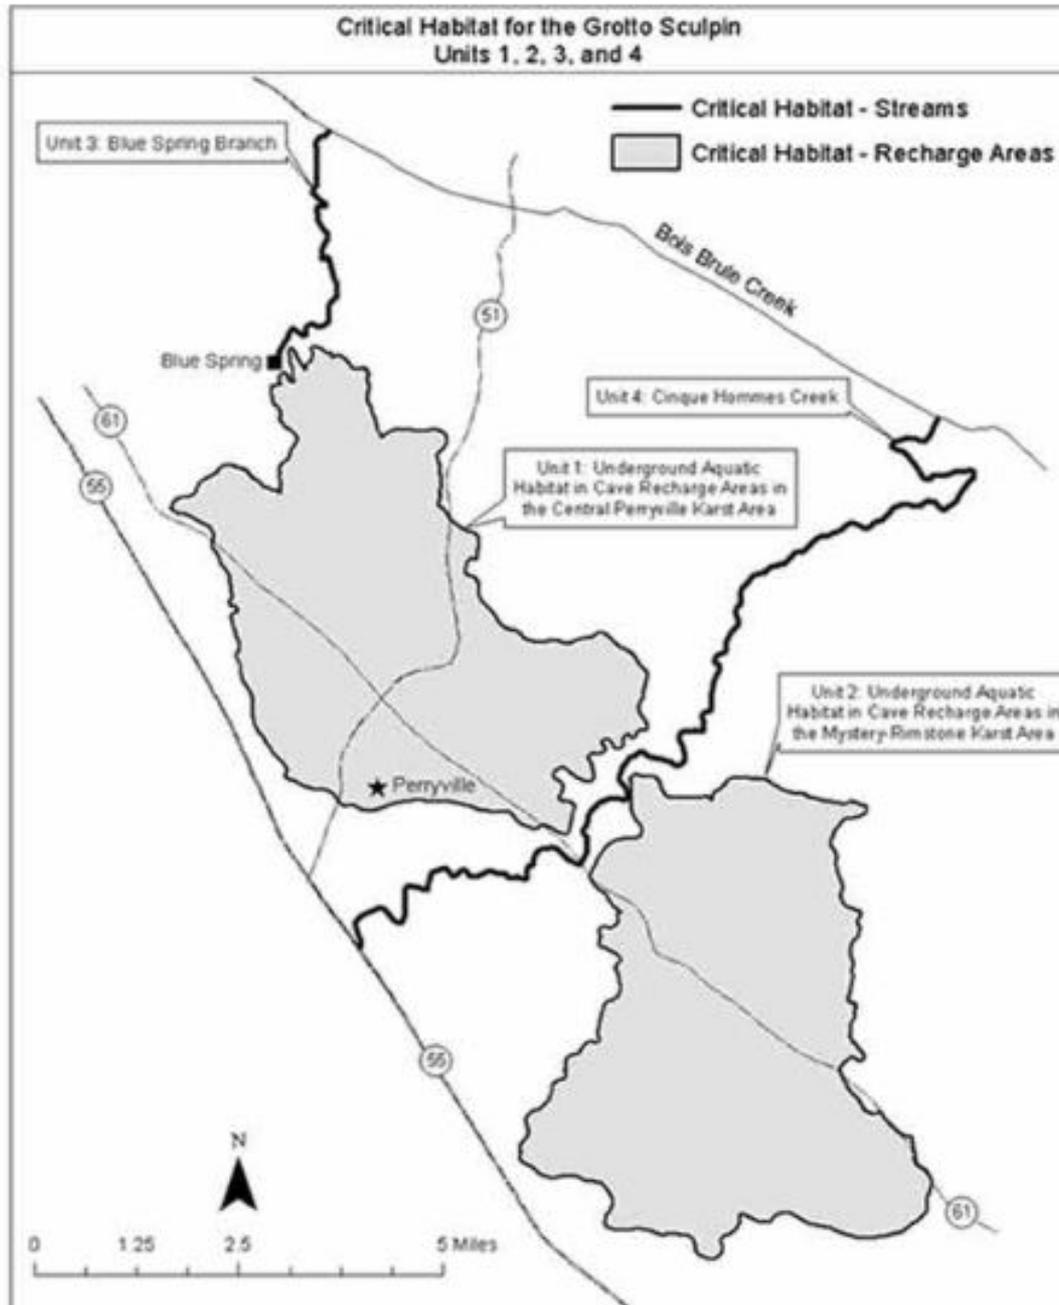 Critical Habitat for the Grotto Sculpin
Units 1, 2, 3, and 4
Critical Habitat - Streams
Unit 3: Blue Spring Branch
Critical Habitat - Recharge Areas
Bois Brule Creek
51
Blue Spring
Unit 4: Cinque Hommes Creek
61
55
Unit 1: Underground Aquatic
Habitat in Cave Recharge Areas in
the Central Perryville Karst Area
Unit 2: Underground Aquatic
Habitat in Cave Recharge Areas in
the Mystery-Rimstone Karst Area
Perryville
55
N
61
0 1.25 2.5 5 Miles